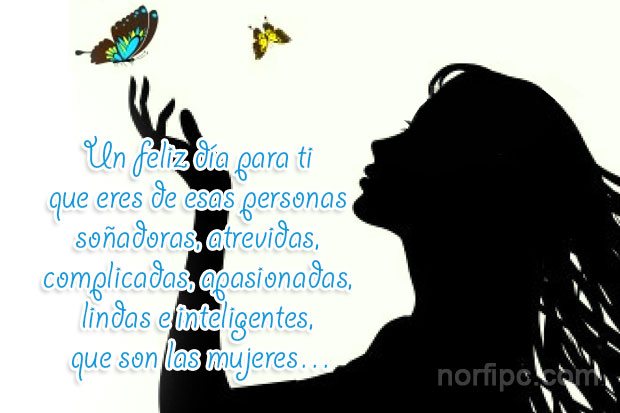 Un feliz día para ti
que eres de esas personas
soñadoras, atrevidas,
complicadas, apasionadas,
lindas e inteligentes,
que son las mujeres...
norfipc.com